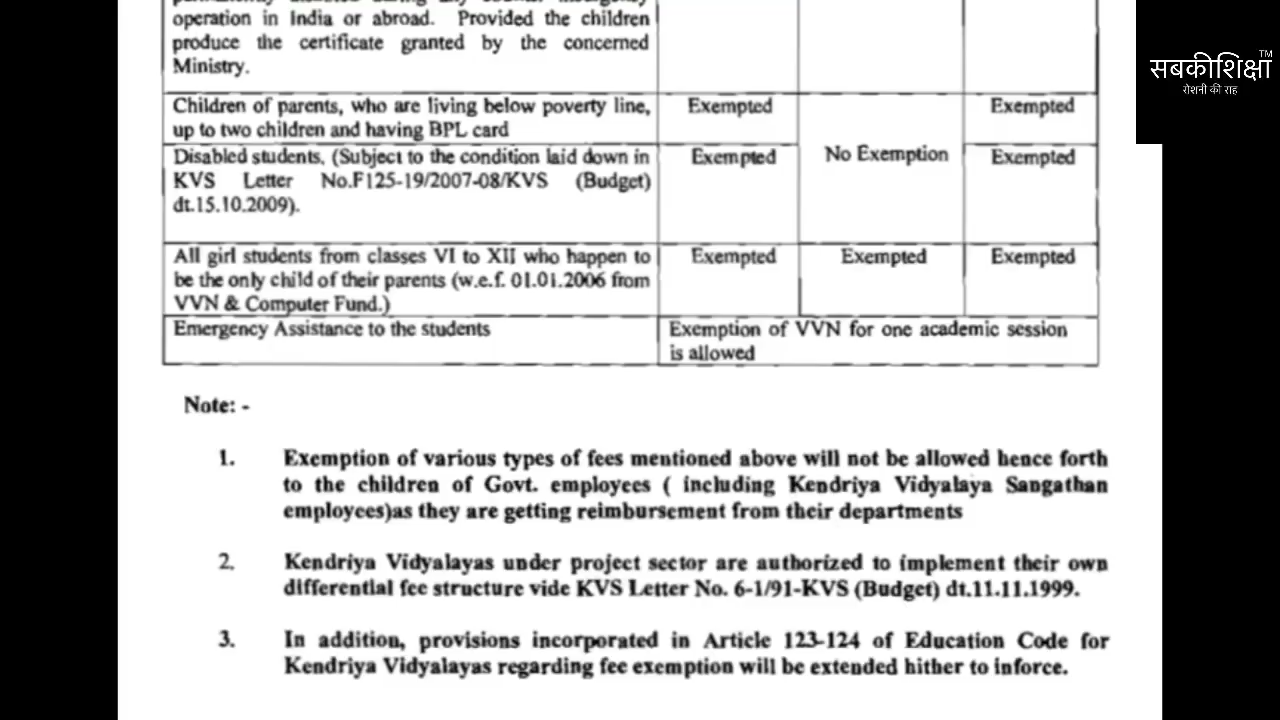 operation in India or abroad. Provided the children
produce the certificate granted by the concerned
Ministry.
Children of parents, who are living below poverty line,
up to two children and having BPL card
Exempted
No Exemption
Exempted
Disabled students, (Subject to the condition laid down in
KVS Letter No.F125-19/2007-08/KVS (Budget)
dt.15.10.2009).
Exempted
Exempted
All girl students from classes VI to XII who happen to
be the only child of their parents (w.e.f. 01.01.2006 from
VVN & Computer Fund.)
Exempted
Exempted
Exempted
Emergency Assistance to the students
Exemption of VVN for one academic session
is allowed
Note: -
1. Exemption of various types of fees mentioned above will not be allowed hence forth
to the children of Govt. employees ( including Kendriya Vidyalaya Sangathan
employees)as they are getting reimbursement from their departments
2. Kendriya Vidyalayas under project sector are authorized to implement their own
differential fee structure vide KVS Letter No. 6-1/91-KVS (Budget) dt.11.11.1999.
3. In addition, provisions incorporated in Article 123-124 of Education Code for
Kendriya Vidyalayas regarding fee exemption will be extended hither to inforce.
सबकीशिक्षा TM
रोशनी की राह